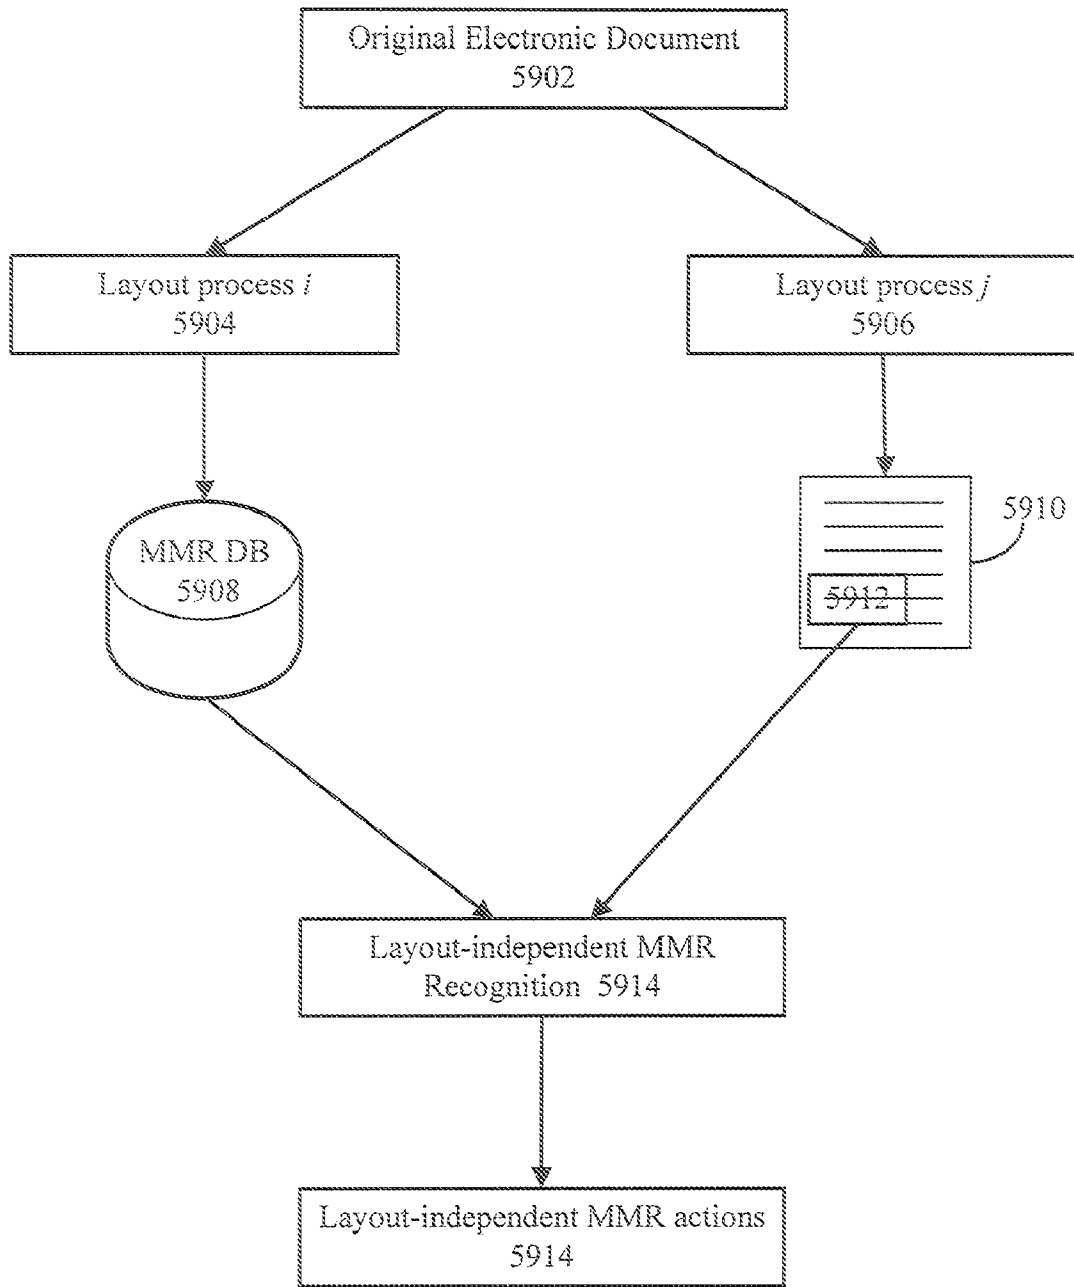 Original Electronic Document
5902
Layout process i
5904
Layout process j
5906
MMR DB
5908
5910
5912
Layout-independent MMR
Recognition 5914
Layout-independent MMR actions
5914